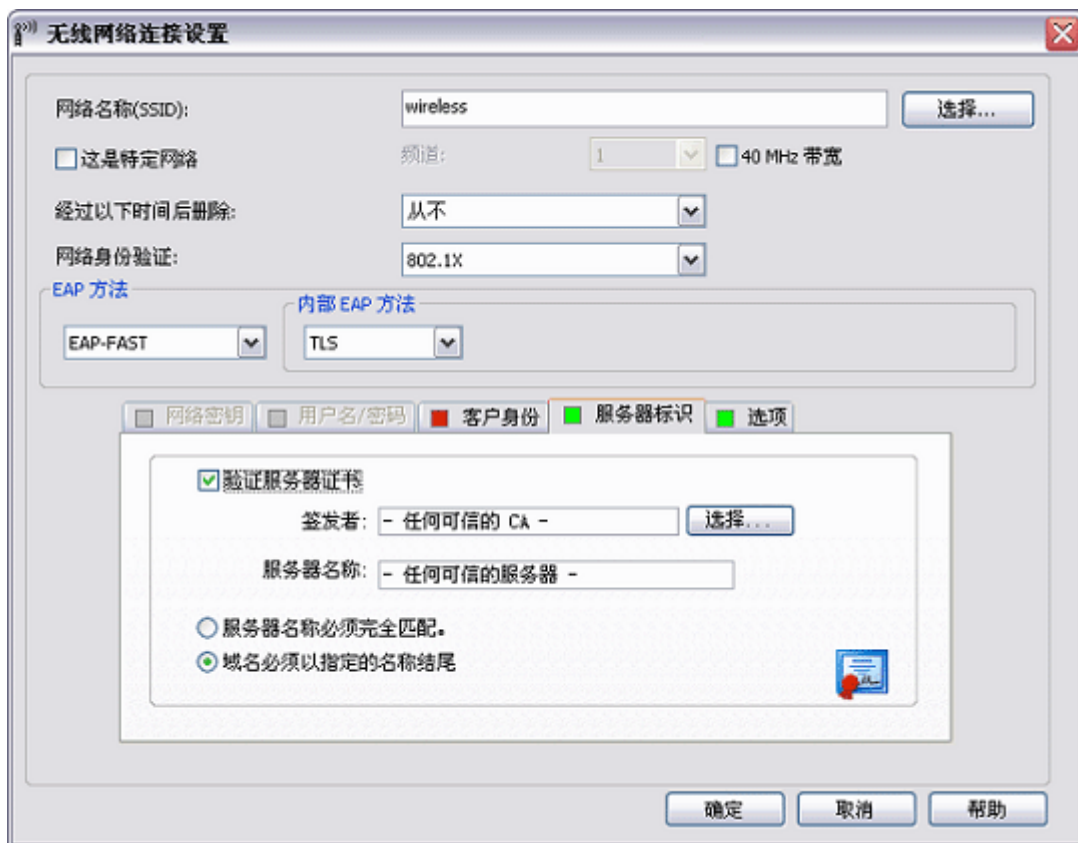 无线网络连接设置
网络名称(SSID): wireless 选择...
这是特定网络 频道: 1 40 MHz 带宽
经过以下时间后删除: 从不
网络身份验证: 802.1X
EAP 方法 内部 EAP 方法
EAP-FAST TLS
网络密钥 用户名/密码 客户身份 服务器标识 选项
验证服务器证书
签发者: - 任何可信的 CA - 选择...
服务器名称: - 任何可信的服务器 -
服务器名称必须完全匹配。
域名必须以指定的名称结尾
确定 取消 帮助